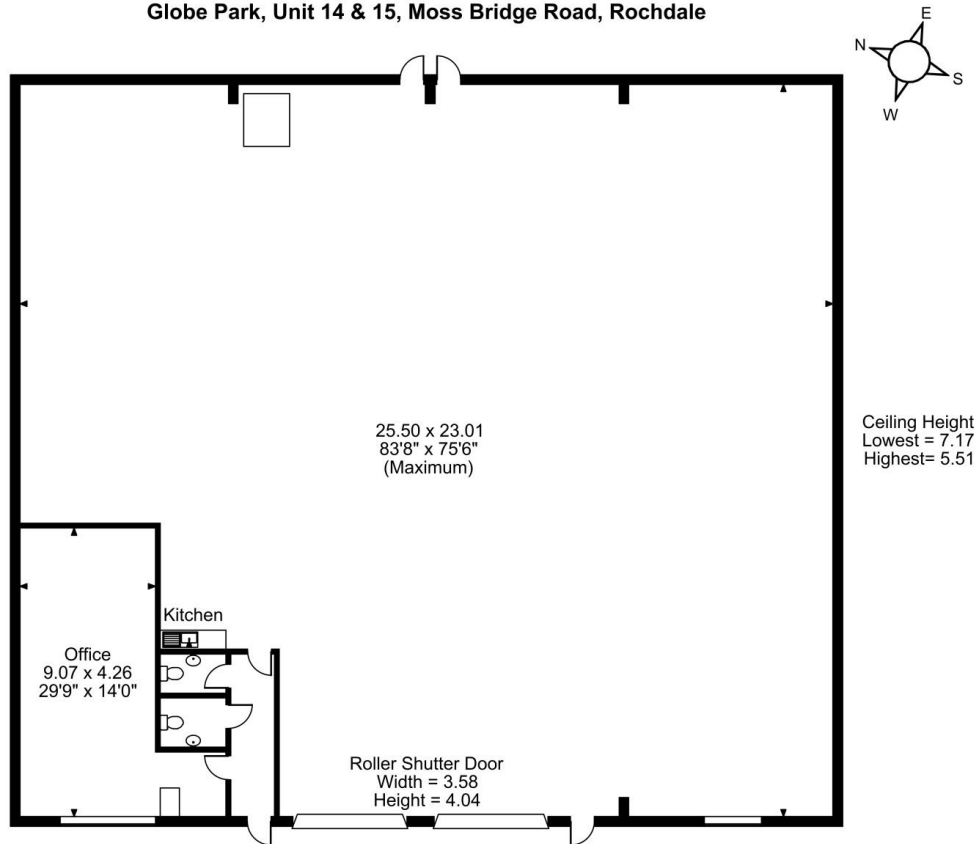 Globe Park, Unit 14 & 15, Moss Bridge Road, Rochdale
E
N
S
W
25.50 x 23.01
83'8" x 75'6"
(Maximum)
Ceiling Height
Lowest = 7.17
Highest= 5.51
Kitchen
Office
9.07 x 4.26
29'9" x 14'0"
Roller Shutter Door
Width = 3.58
Height = 4.04